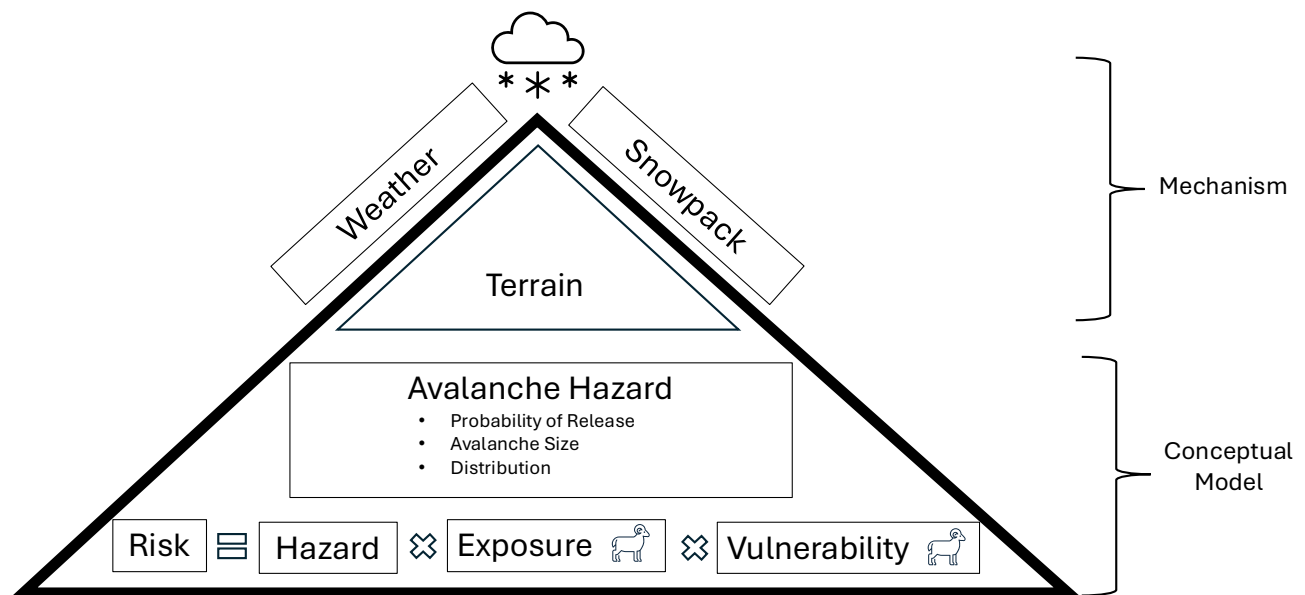 Weather
Snowpack
Mechanism
Terrain
Avalanche Hazard
• Probability of Release
• Avalanche Size
• Distribution
Conceptual
Model
Risk = Hazard × Exposure × Vulnerability